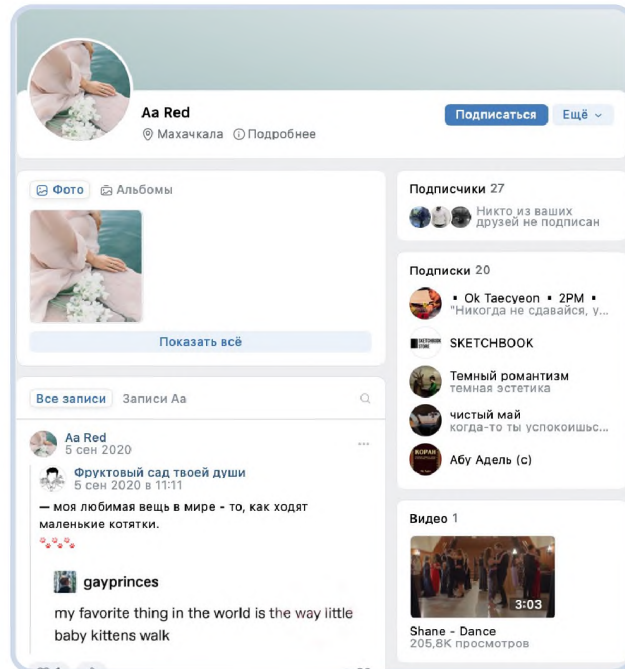 Aa Red
Подписаться
Ещё
Махачкала Подробнее
Фото Альбомы
Показать всё
Все записи Записи Aa
Aa Red
5 сен 2020
Фруктовый сад твоей души
5 сен 2020 в 11:11
— моя любимая вещь в мире - то, как ходят
маленькие котятки.
gayprinces
my favorite thing in the world is the way little
baby kittens walk
Подписчики 27
Никто из ваших
друзей не подписан
Подписки 20
▪ Ok Taecyeon ▪ 2PM ▪
"Никогда не сдавайся, у...
SKETCHBOOK
Темный романтизм
темная эстетика
чистый май
когда-то ты успокоишьс...
КОРАН
Абу Адель (с)
Видео 1
3:03
Shane - Dance
205,8K просмотров